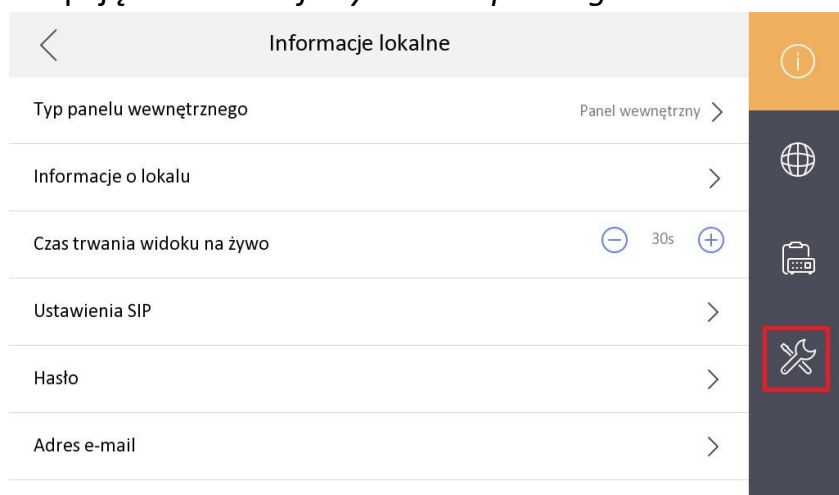 Informacje lokalne
Typ panelu wewnętrznego
Panel wewnętrzny
Informacje o lokalu
Czas trwania widoku na żywo
30s
Ustawienia SIP
Hasło
Adres e-mail